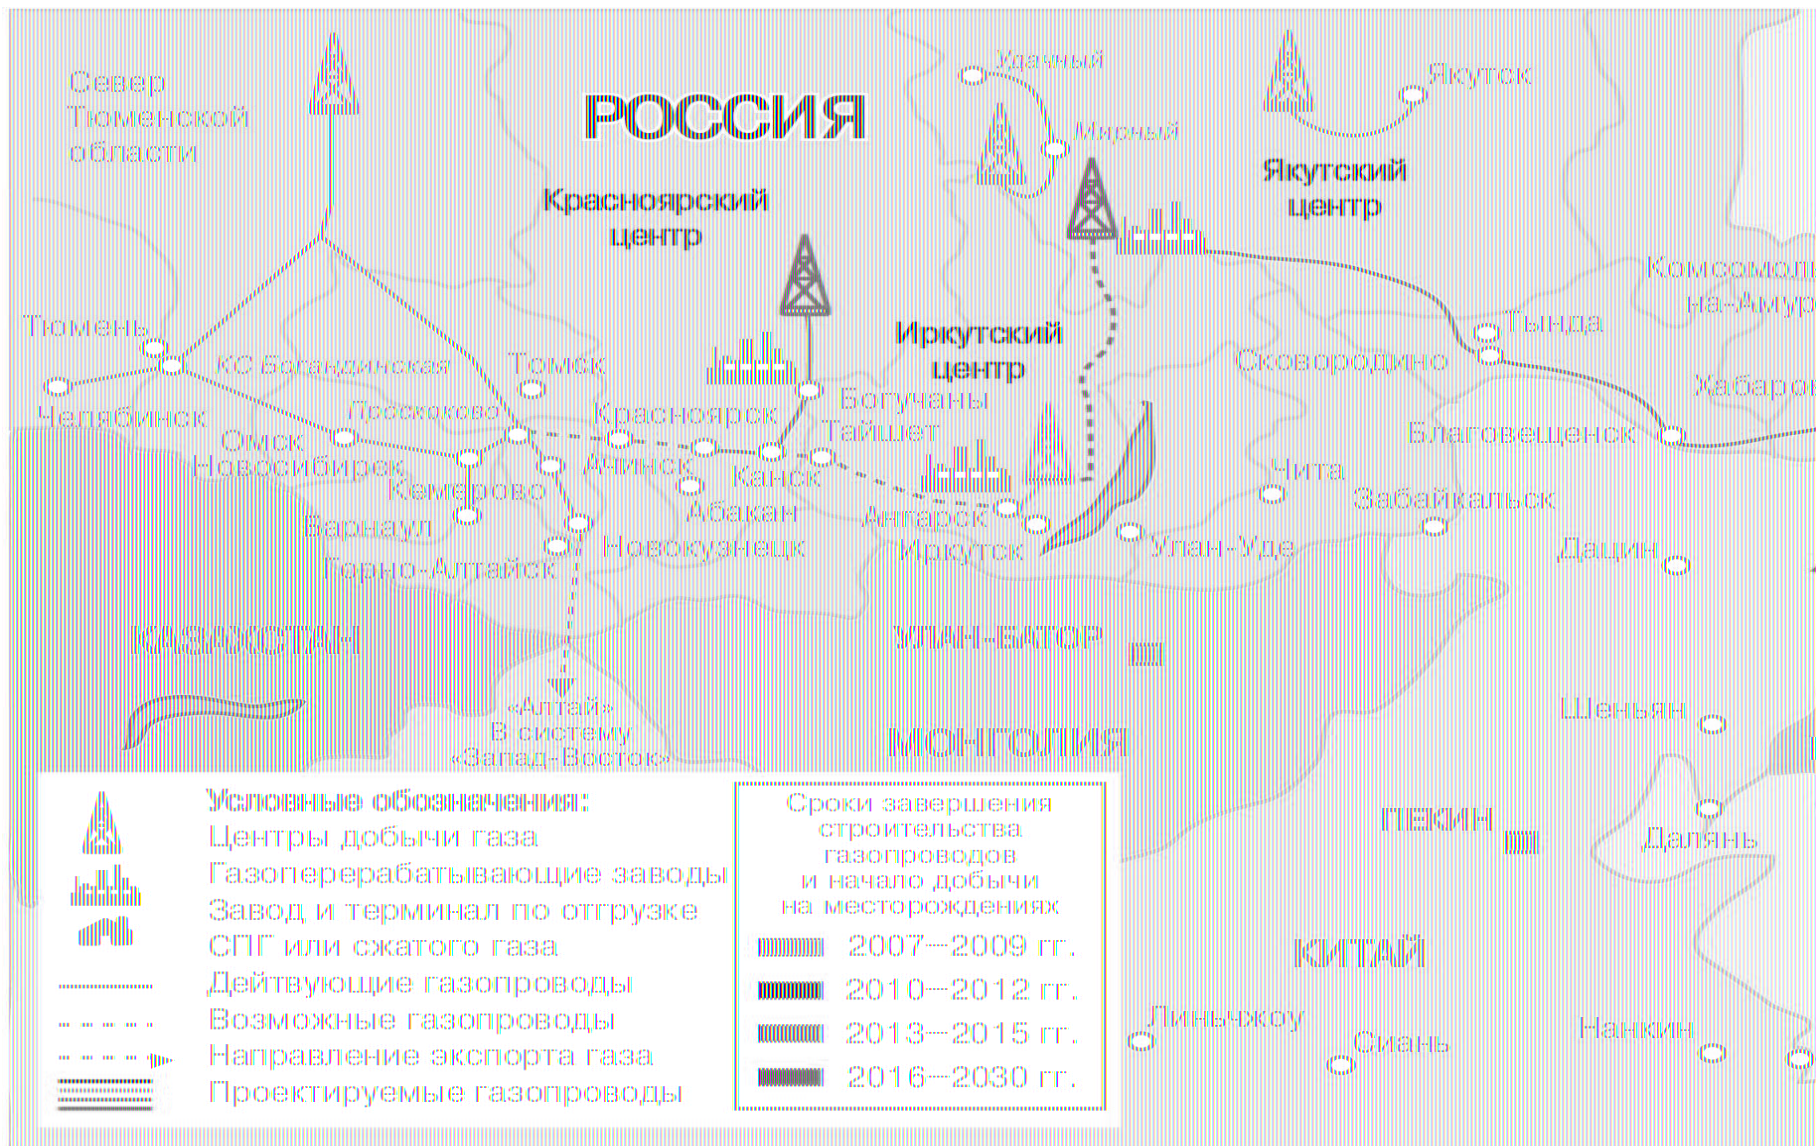 Север
Тюменской
области
РОССИЯ
Удачный
Мирный
Якутск
Якутский
центр
Красноярский
центр
Иркутский
центр
Тюмень
КС Богандинская
Челябинск
Омск
Проскоково
Томск
Новосибирск
Кемерово
Барнаул
Горно-Алтайск
Новокузнецк
Красноярск
Ачинск
Абакан
Канск
Богучаны
Тайшет
Ангарск
Иркутск
Улан-Уде
Чита
Забайкальск
Тында
Сковородино
Благовещенск
Комсомоль
на-Амур
Хабаров
Дацин
КАЗАХСТАН
УЛАН-БАТОР
МОНГОЛИЯ
«Алтай»
В систему
«Запад-Восток»
Шеньян
ПЕКИН
Далянь
КИТАЙ
Линьчжоу
Сиань
Нанкин
Условные обозначения:
Центры добычи газа
Газоперерабатывающие заводы
Завод и терминал по отгрузке
СПГ или сжатого газа
Действующие газопроводы
Возможные газопроводы
Направление экспорта газа
Проектируемые газопроводы
Сроки завершения
строительства
газопроводов
и начало добычи
на месторождениях
2007–2009 гг.
2010–2012 гг.
2013–2015 гг.
2016–2030 гг.